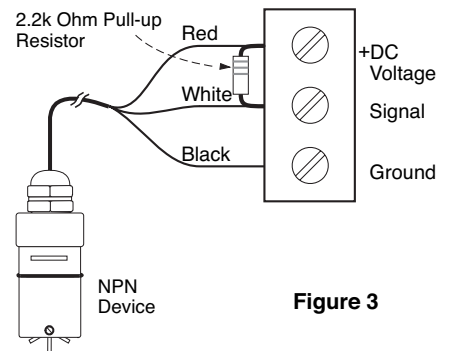 2.2k Ohm Pull-up
Resistor
Red
+DC
Voltage
White
Signal
Black
Ground
NPN
Device
Figure 3